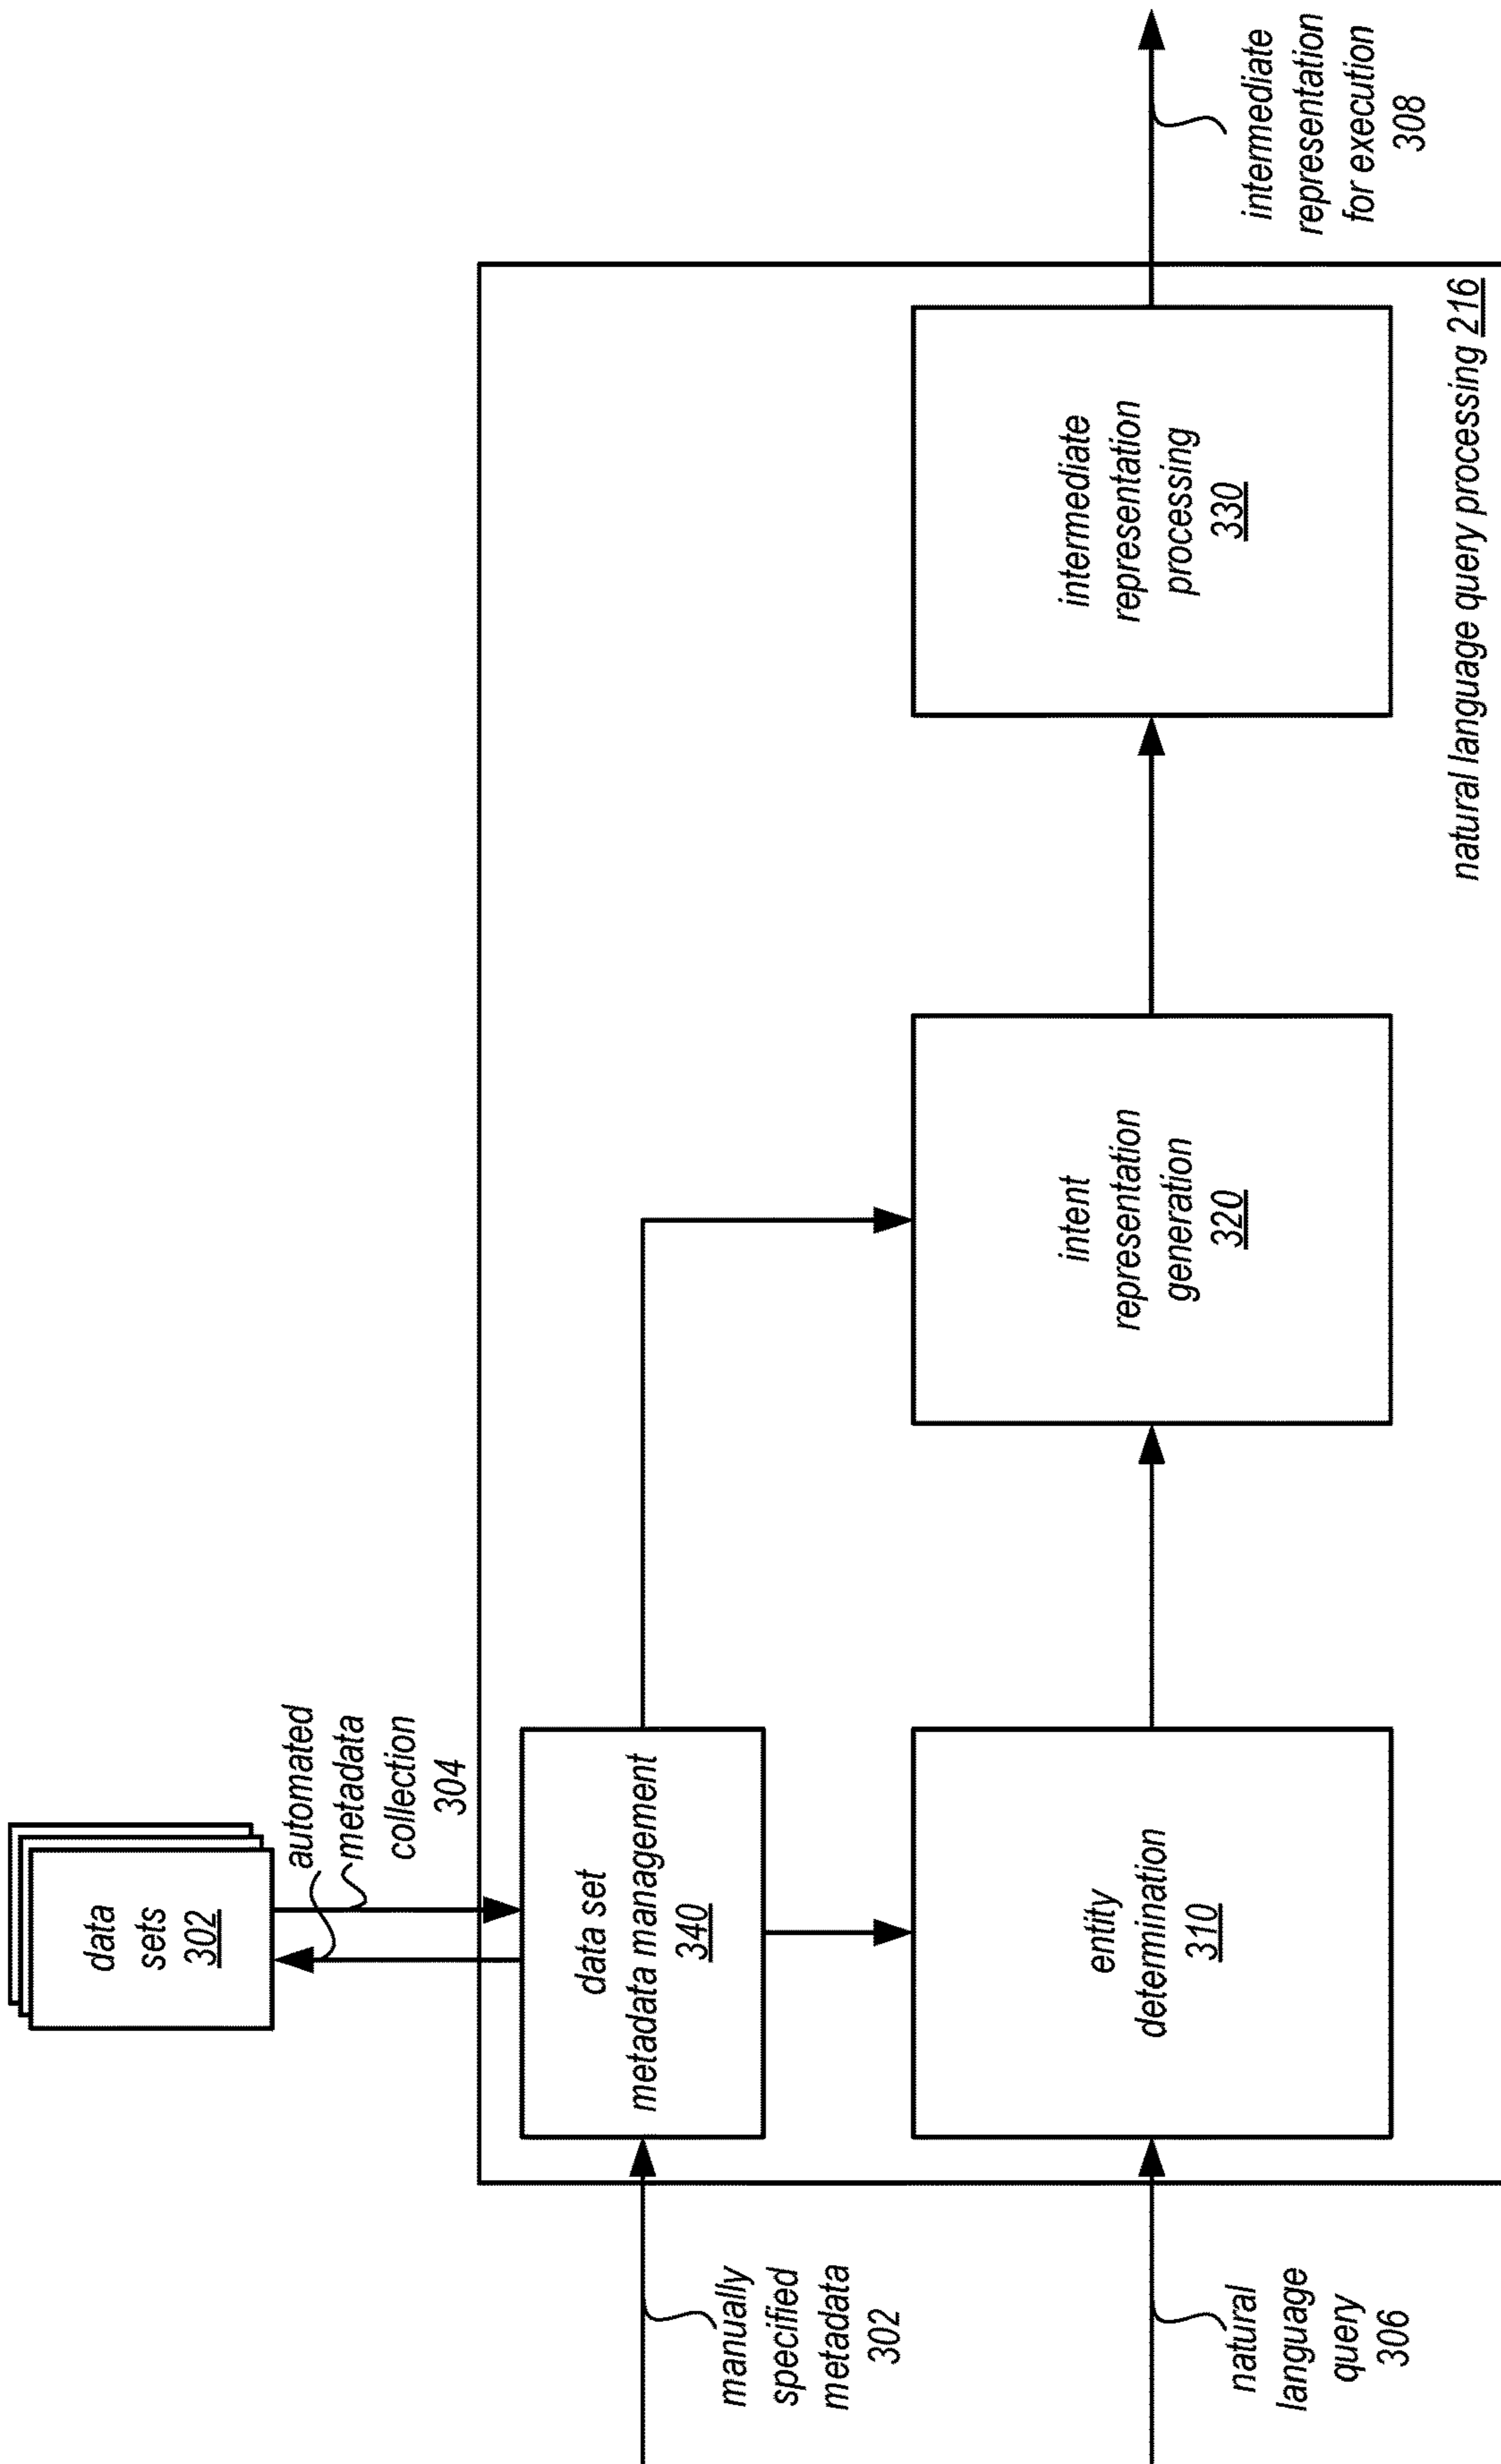 data
sets
302
automated
metadata
collection
304
manually
specified
metadata
302
data set
metadata management
340
natural
language
query
306
entity
determination
310
intent
representation
generation
320
intermediate
representation
processing
330
intermediate
representation
for execution
308
natural language query processing 216